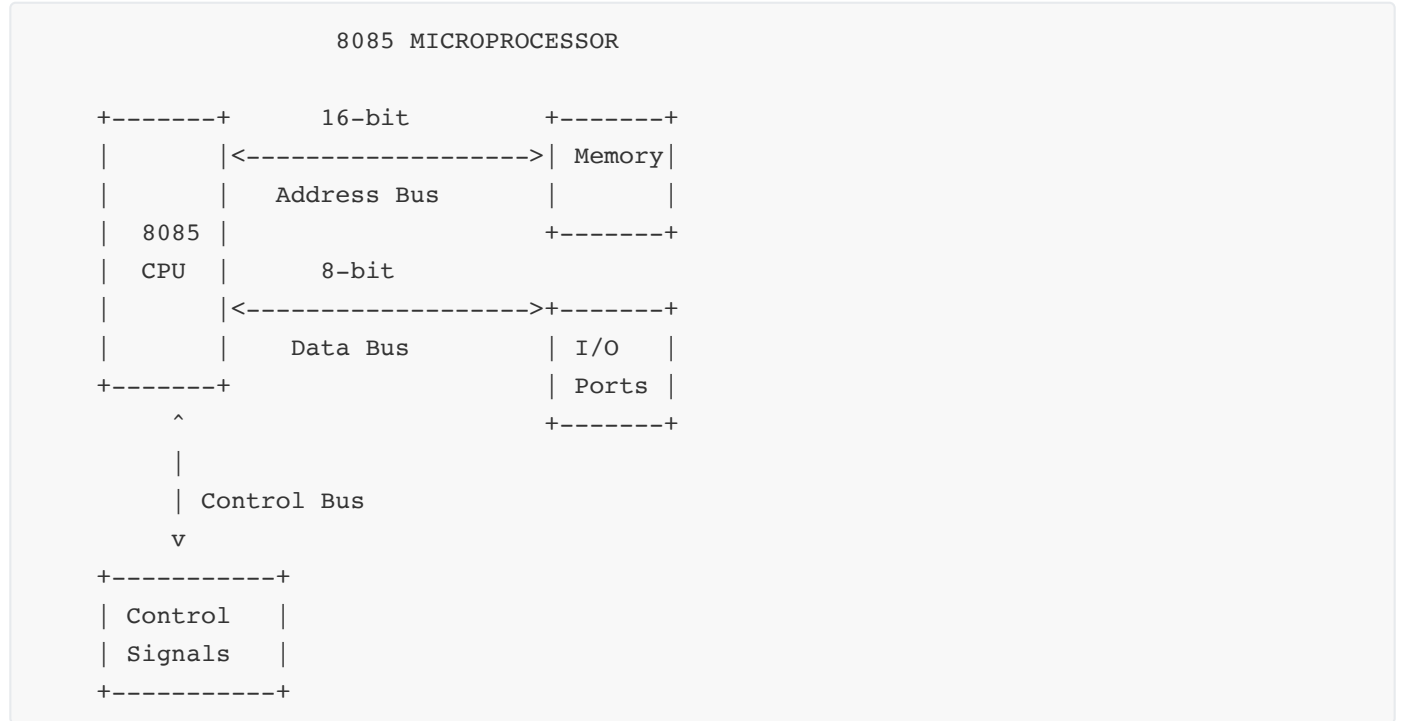 8085 MICROPROCESSOR

+-------+      16-bit         +-------+
|       |<------------------->| Memory|
|       |   Address Bus       |       |
|  8085 |                     +-------+
|  CPU  |      8-bit
|       |<------------------->+-------+
|       |    Data Bus         | I/O   |
+-------+                     | Ports |
     ^                        +-------+
     |
     | Control Bus
     v
+-----------+
| Control   |
| Signals   |
+-----------+